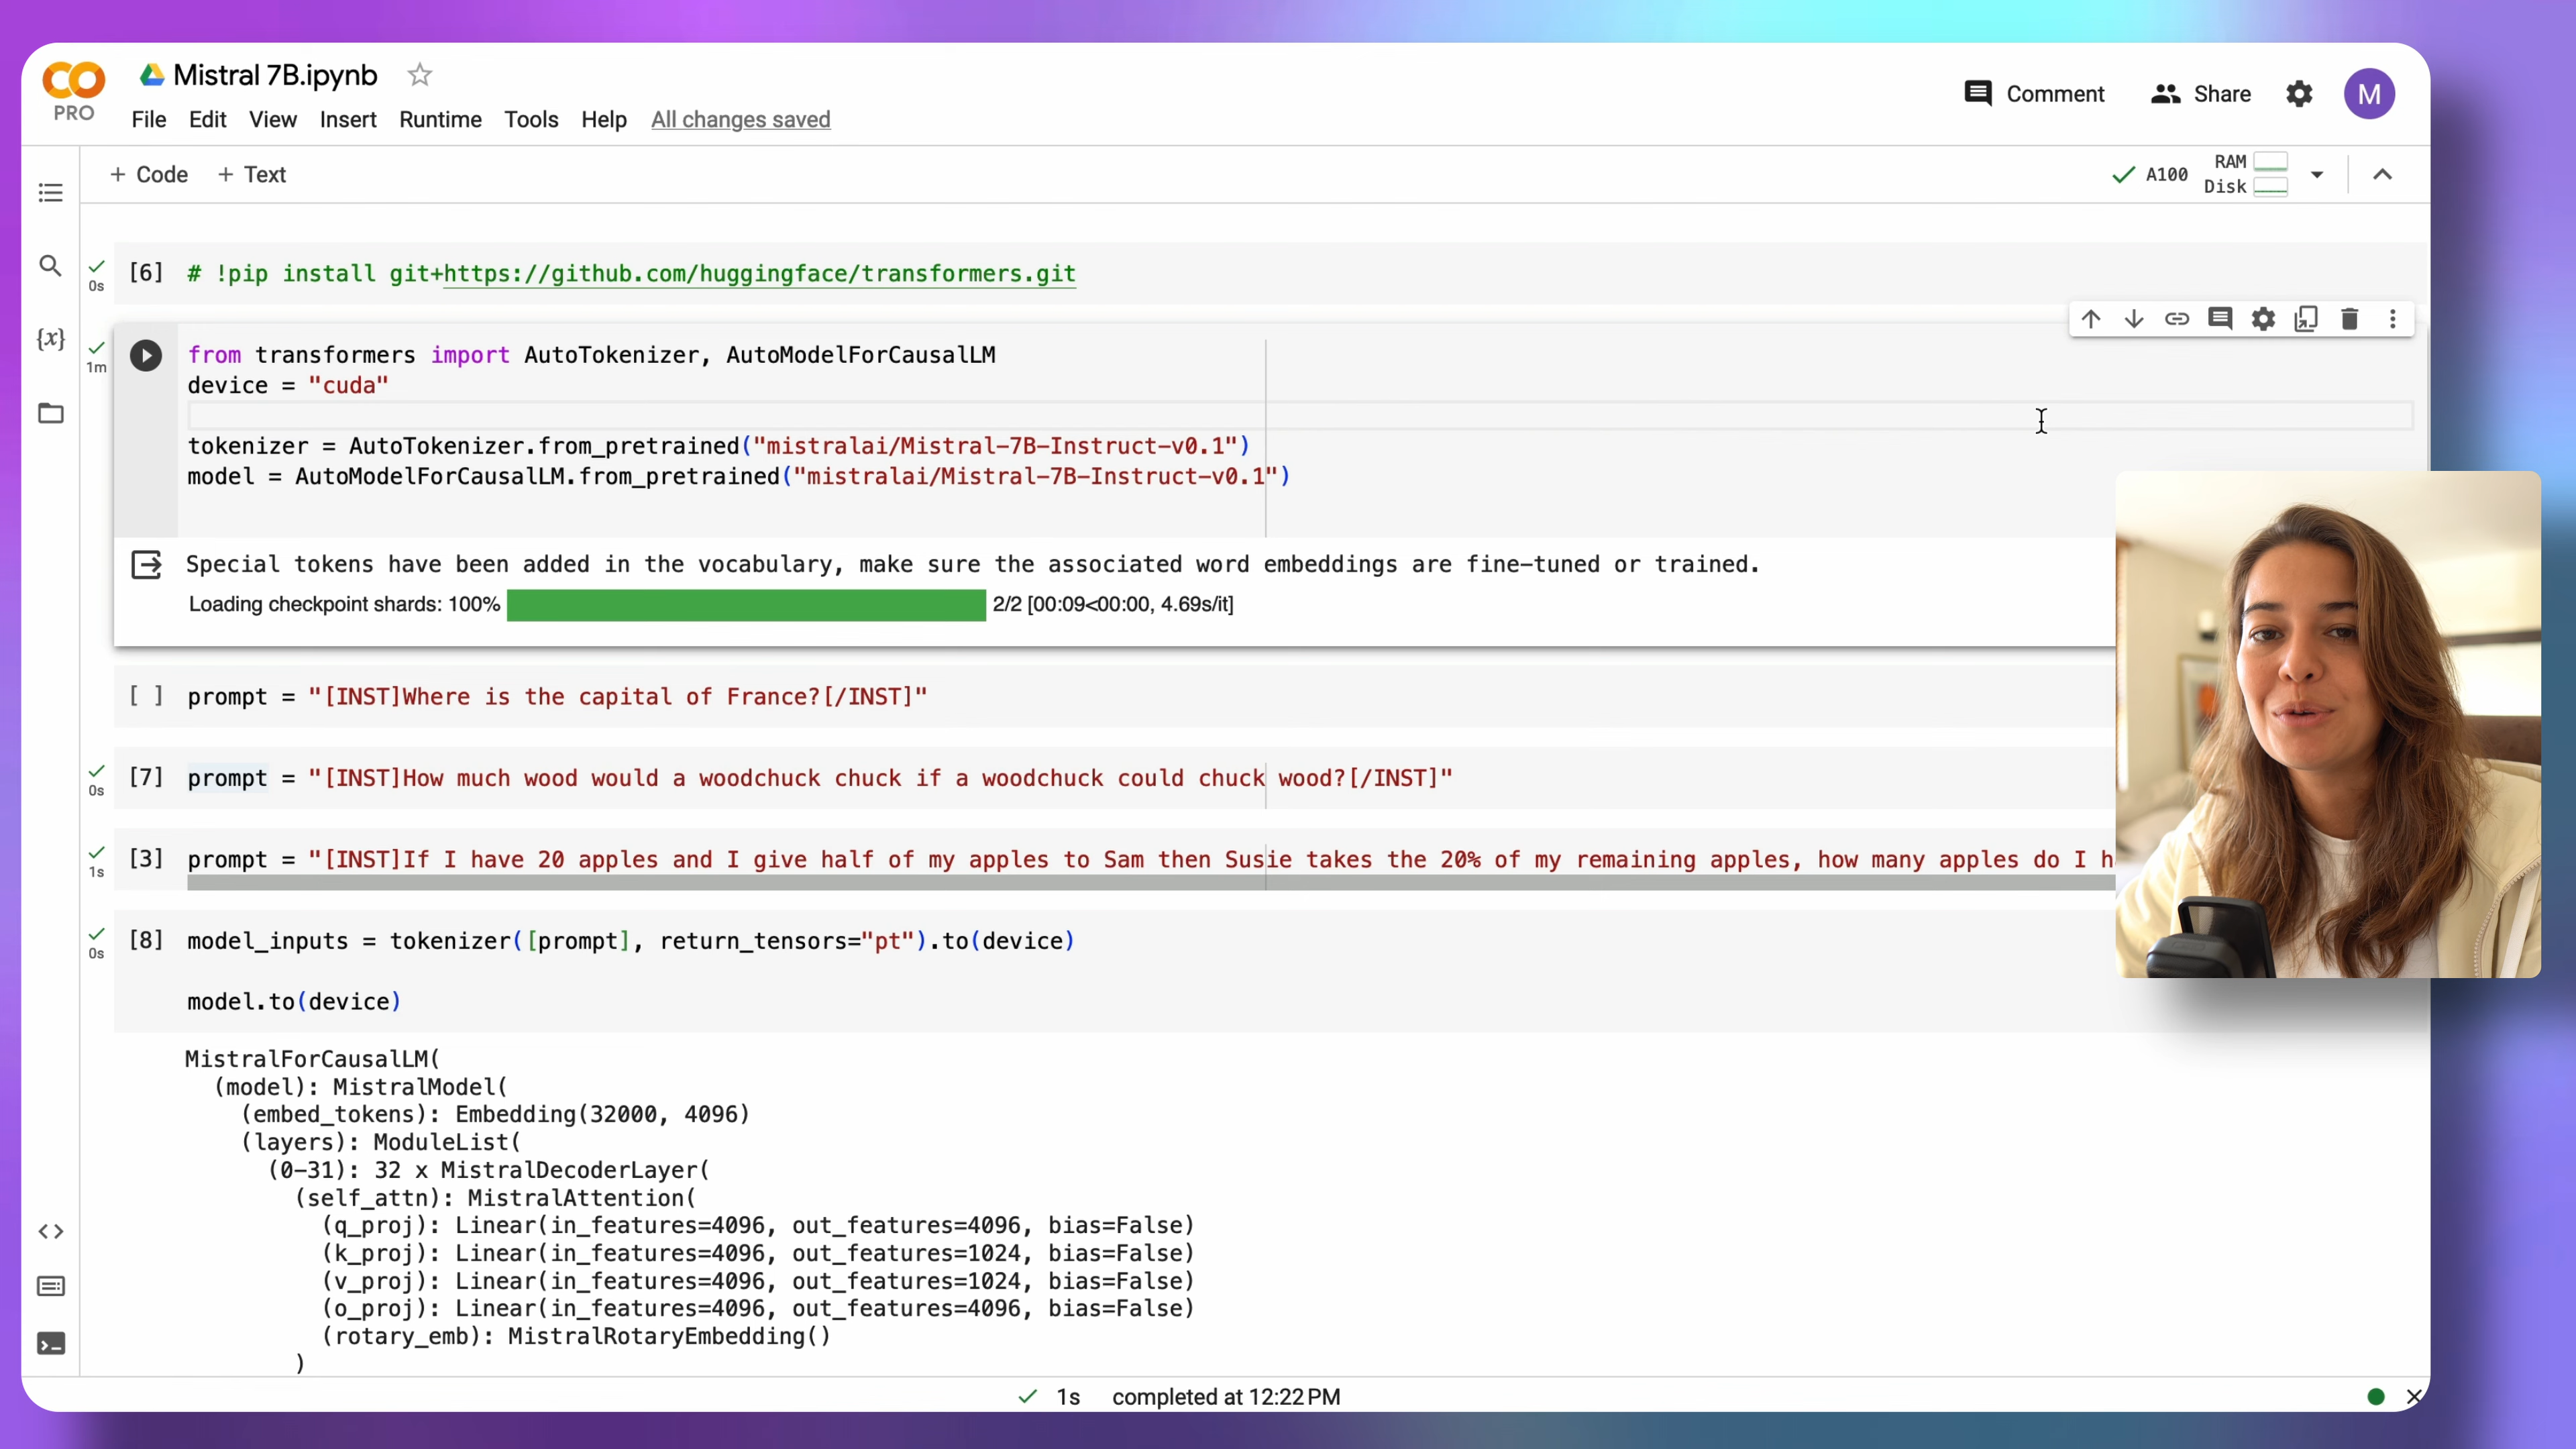 PRO
Mistral 7B.ipynb
File Edit View Insert Runtime Tools Help All changes saved
Comment Share M
+ Code + Text
A100 RAM Disk
0s [6] # !pip install git+https://github.com/huggingface/transformers.git
{x}
1m from transformers import AutoTokenizer, AutoModelForCausalLM
device = "cuda"
tokenizer = AutoTokenizer.from_pretrained("mistralai/Mistral-7B-Instruct-v0.1")
model = AutoModelForCausalLM.from_pretrained("mistralai/Mistral-7B-Instruct-v0.1")
Special tokens have been added in the vocabulary, make sure the associated word embeddings are fine-tuned or trained.
Loading checkpoint shards: 100% 2/2 [00:09<00:00, 4.69s/it]
[ ] prompt = "[INST]Where is the capital of France?[/INST]"
0s [7] prompt = "[INST]How much wood would a woodchuck chuck if a woodchuck could chuck wood?[/INST]"
1s [3] prompt = "[INST]If I have 20 apples and I give half of my apples to Sam then Susie takes the 20% of my remaining apples, how many apples do I h
0s [8] model_inputs = tokenizer([prompt], return_tensors="pt").to(device)
model.to(device)
MistralForCausalLM(
(model): MistralModel(
(embed_tokens): Embedding(32000, 4096)
(layers): ModuleList(
(0-31): 32 x MistralDecoderLayer(
(self_attn): MistralAttention(
(q_proj): Linear(in_features=4096, out_features=4096, bias=False)
(k_proj): Linear(in_features=4096, out_features=1024, bias=False)
(v_proj): Linear(in_features=4096, out_features=1024, bias=False)
(o_proj): Linear(in_features=4096, out_features=4096, bias=False)
(rotary_emb): MistralRotaryEmbedding()
)
1s completed at 12:22 PM